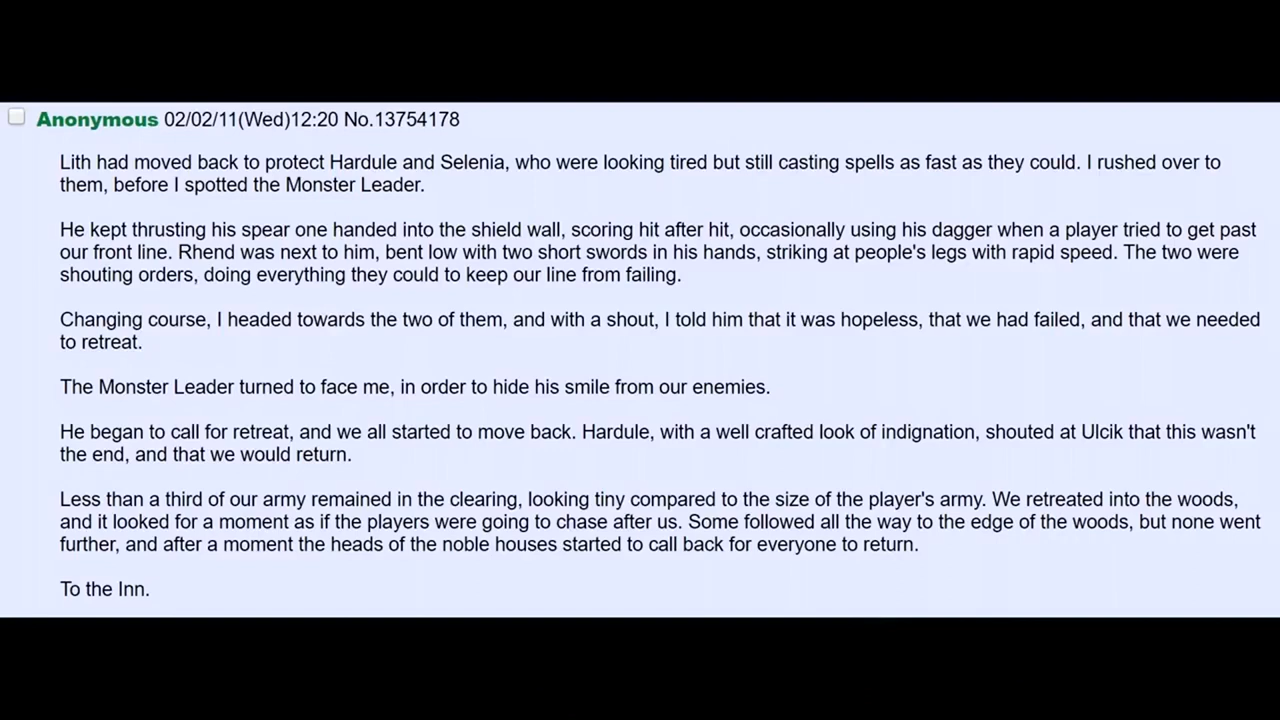 Anonymous 02/02/11(Wed)12:20 No.13754178
Lith had moved back to protect Hardule and Selenia, who were looking tired but still casting spells as fast as they could. I rushed over to
them, before I spotted the Monster Leader.
He kept thrusting his spear one handed into the shield wall, scoring hit after hit, occasionally using his dagger when a player tried to get past
our front line. Rhend was next to him, bent low with two short swords in his hands, striking at people's legs with rapid speed. The two were
shouting orders, doing everything they could to keep our line from failing.
Changing course, I headed towards the two of them, and with a shout, I told him that it was hopeless, that we had failed, and that we needed
to retreat.
The Monster Leader turned to face me, in order to hide his smile from our enemies.
He began to call for retreat, and we all started to move back. Hardule, with a well crafted look of indignation, shouted at Ulcik that this wasn't
the end, and that we would return.
Less than a third of our army remained in the clearing, looking tiny compared to the size of the player's army. We retreated into the woods,
and it looked for a moment as if the players were going to chase after us. Some followed all the way to the edge of the woods, but none went
further, and after a moment the heads of the noble houses started to call back for everyone to return.
To the Inn.